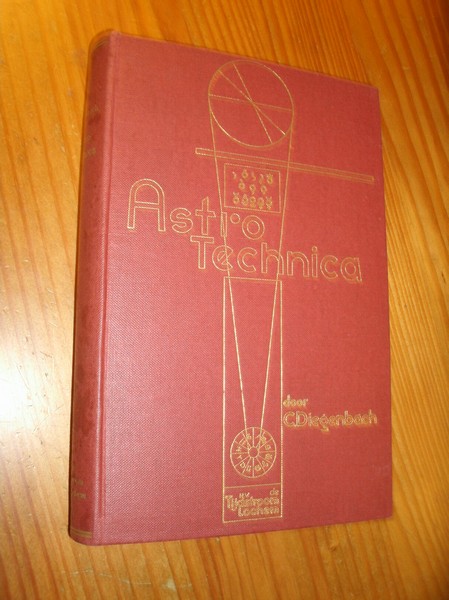 Astro
Technica
door
C. Diegenbach
de
Tijdstroom
Lochem